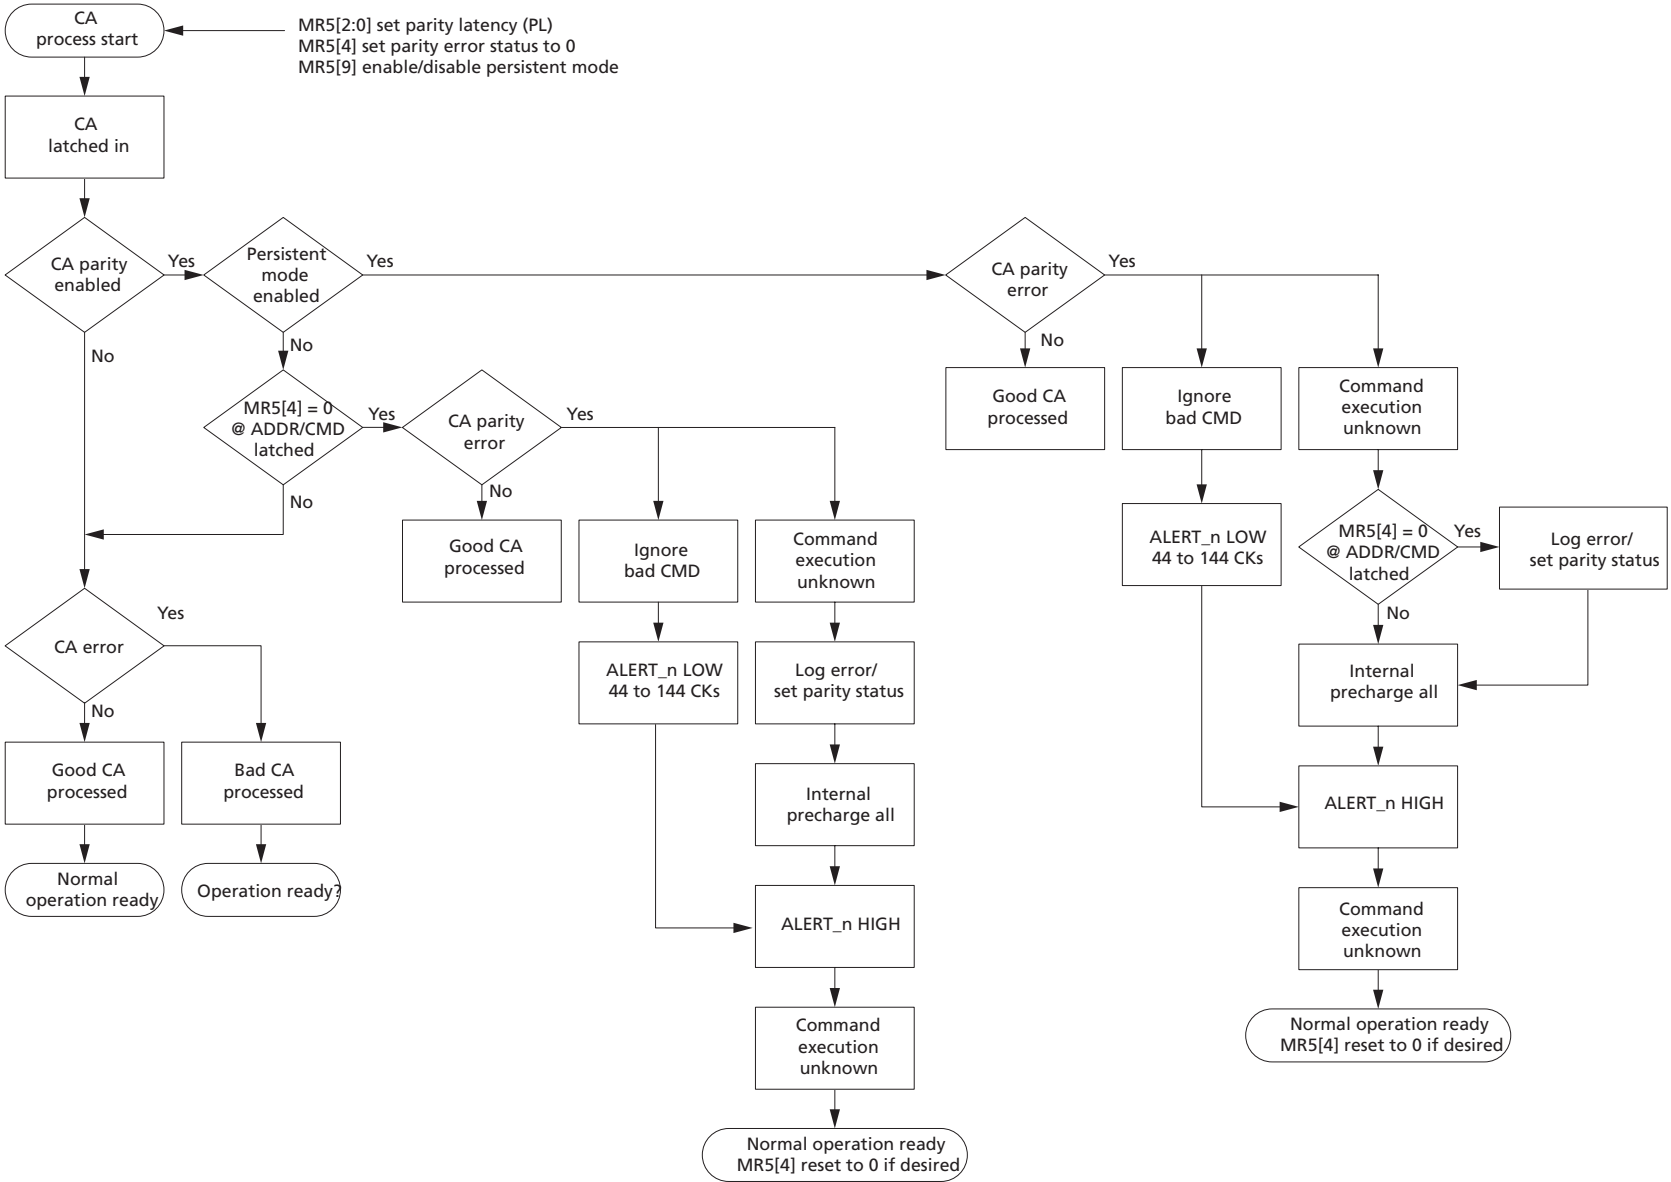 CA
process start
MR5[2:0] set parity latency (PL)
MR5[4] set parity error status to 0
MR5[9] enable/disable persistent mode
CA
latched in
CA parity
enabled
Yes
No
Persistent
mode
enabled
Yes
No
CA parity
error
Yes
No
Good CA
processed
Ignore
bad CMD
Command
execution
unknown
MR5[4] = 0
@ ADDR/CMD
latched
Yes
No
CA parity
error
Yes
No
Good CA
processed
Ignore
bad CMD
Command
execution
unknown
ALERT_n LOW
44 to 144 CKs
Log error/
set parity status
Internal
precharge all
ALERT_n HIGH
Command
execution
unknown
Normal operation ready
MR5[4] reset to 0 if desired
ALERT_n LOW
44 to 144 CKs
MR5[4] = 0
@ ADDR/CMD
latched
Yes
No
Log error/
set parity status
Internal
precharge all
ALERT_n HIGH
Command
execution
unknown
Normal operation ready
MR5[4] reset to 0 if desired
CA error
Yes
No
Good CA
processed
Bad CA
processed
Normal
operation ready
Operation ready?